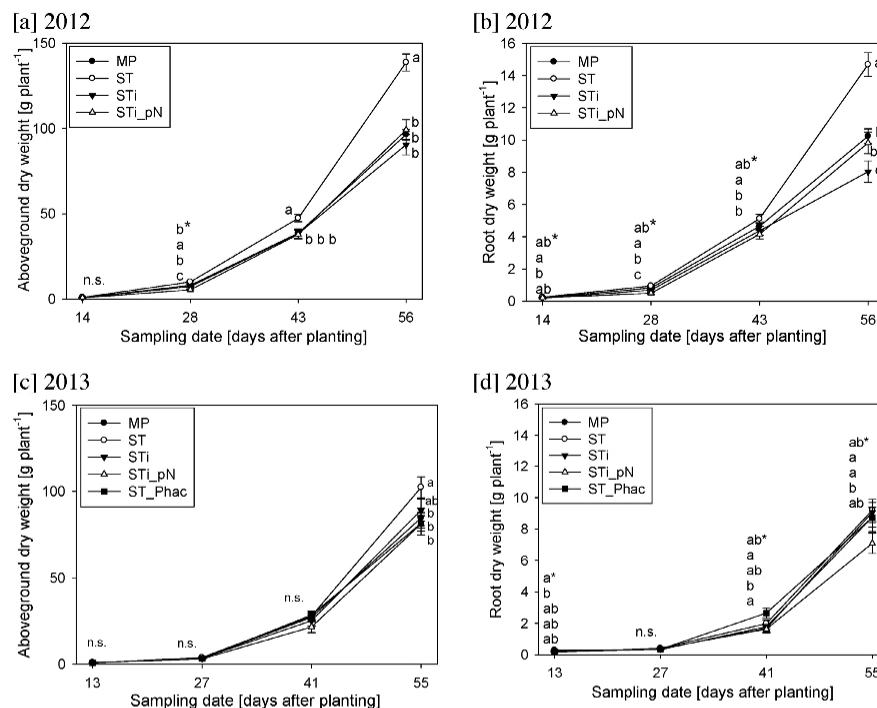 [a] 2012
Aboveground dry weight [g plant⁻¹]
150
100
50
0
MP
ST
STi
STi_pN
n.s.
b*
a
b
c
a
b b b
a
b
b
b
14 28 43 56
Sampling date [days after planting]
[b] 2012
Root dry weight [g plant⁻¹]
16
14
12
10
8
6
4
2
0
MP
ST
STi
STi_pN
ab*
a
b
ab
ab*
a
b
c
ab*
a
b
b
b
14 28 43 56
Sampling date [days after planting]
[c] 2013
Aboveground dry weight [g plant⁻¹]
150
100
50
0
MP
ST
STi
STi_pN
ST_Phac
n.s.
n.s.
n.s.
a
ab
b
b
b
13 27 41 55
Sampling date [days after planting]
[d] 2013
Root dry weight [g plant⁻¹]
16
14
12
10
8
6
4
2
0
MP
ST
STi
STi_pN
ST_Phac
a*
b
ab
ab
ab
n.s.
ab*
a
ab
b
a
ab*
a
a
b
ab
13 27 41 55
Sampling date [days after planting]